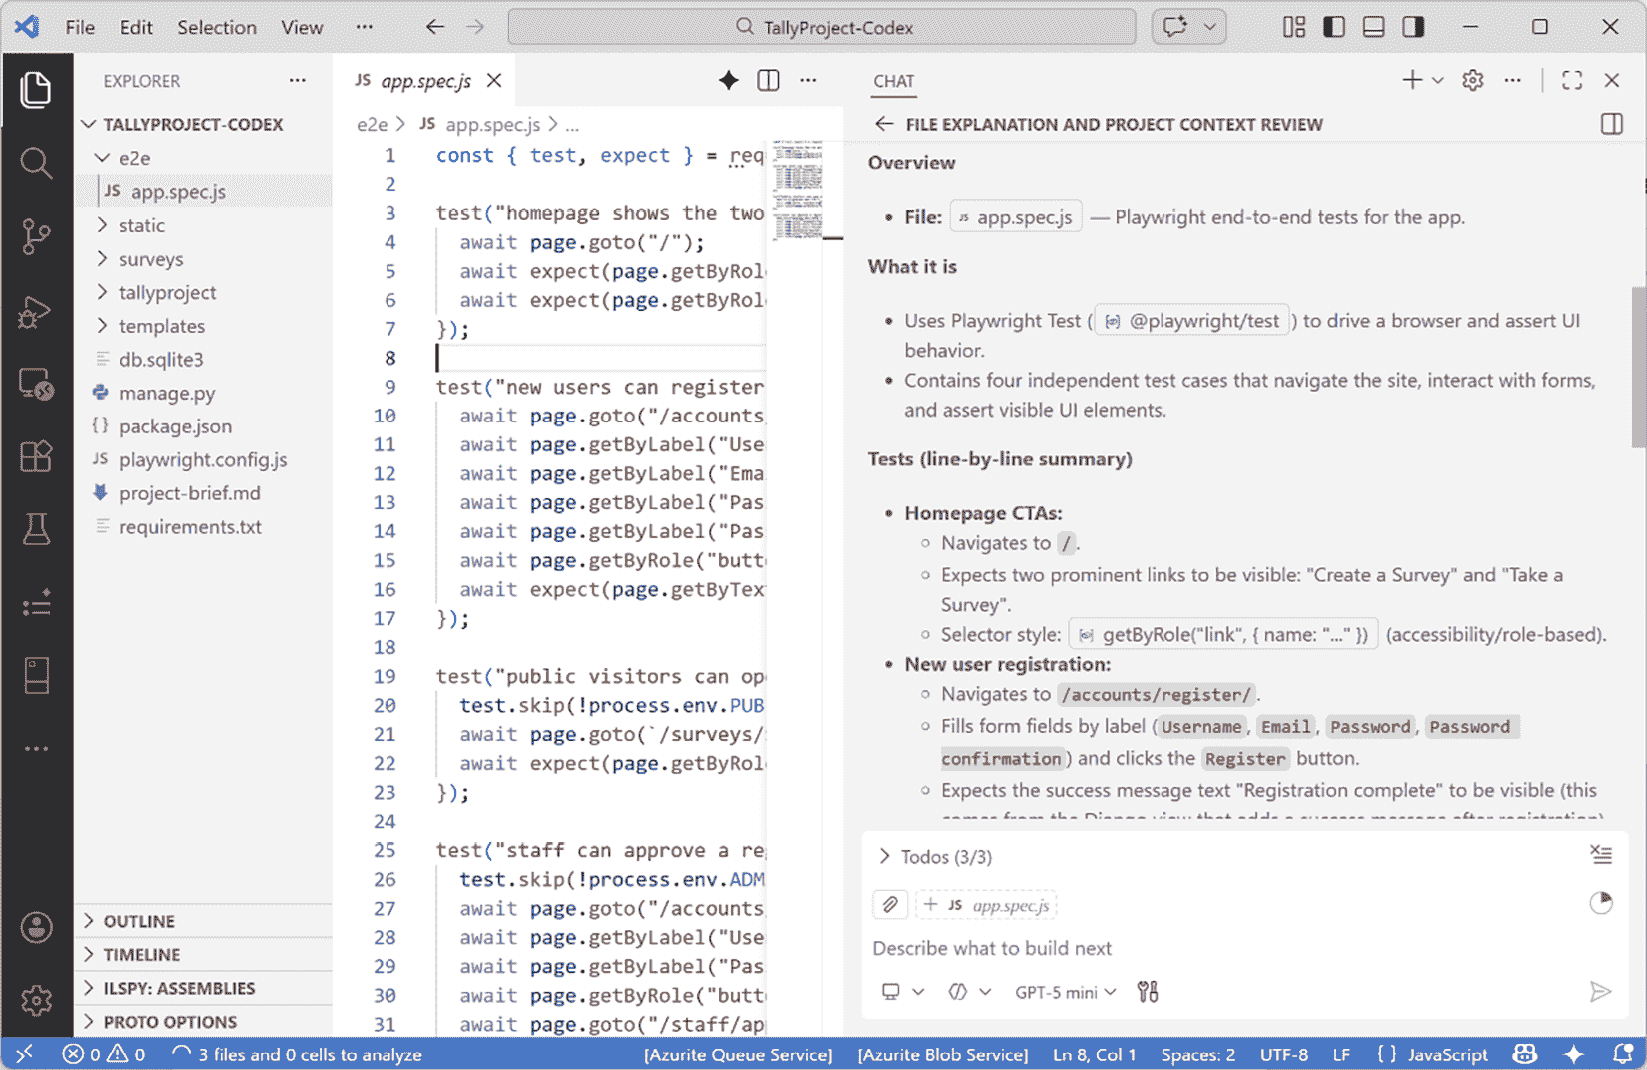 File Edit Selection View ··· TallyProject-Codex
EXPLORER ···
TALLYPROJECT-CODEX
e2e
JS app.spec.js
static
surveys
tallyproject
templates
db.sqlite3
manage.py
{} package.json
JS playwright.config.js
project-brief.md
requirements.txt
OUTLINE
TIMELINE
ILSPY: ASSEMBLIES
PROTO OPTIONS
JS app.spec.js
e2e > JS app.spec.js > ...
1 const { test, expect } = req
2
3 test("homepage shows the two
4 await page.goto("/");
5 await expect(page.getByRol
6 await expect(page.getByRol
7 });
8
9 test("new users can register
10 await page.goto("/accounts
11 await page.getByLabel("Use
12 await page.getByLabel("Ema
13 await page.getByLabel("Pas
14 await page.getByLabel("Pas
15 await page.getByRole("butt
16 await expect(page.getByTex
17 });
18
19 test("public visitors can op
20 test.skip(!process.env.PUB
21 await page.goto(`/surveys/
22 await expect(page.getByRol
23 });
24
25 test("staff can approve a re
26 test.skip(!process.env.ADM
27 await page.goto("/accounts
28 await page.getByLabel("Use
29 await page.getByLabel("Pas
30 await page.getByRole("butt
31 await page.goto("/staff/ap
CHAT
FILE EXPLANATION AND PROJECT CONTEXT REVIEW
Overview
• File: JS app.spec.js — Playwright end-to-end tests for the app.
What it is
• Uses Playwright Test ( @playwright/test ) to drive a browser and assert UI
behavior.
• Contains four independent test cases that navigate the site, interact with forms,
and assert visible UI elements.
Tests (line-by-line summary)
• Homepage CTAs:
Navigates to /.
Expects two prominent links to be visible: "Create a Survey" and "Take a
Survey".
Selector style: getByRole("link", { name: "..." }) (accessibility/role-based).
• New user registration:
Navigates to /accounts/register/.
Fills form fields by label (Username, Email, Password, Password
confirmation) and clicks the Register button.
Expects the success message text "Registration complete" to be visible (this
comes from the Django view that adds a success message after registration)
Todos (3/3)
+ JS app.spec.js
Describe what to build next
GPT-5 mini
0 0 3 files and 0 cells to analyze [Azurite Queue Service] [Azurite Blob Service] Ln 8, Col 1 Spaces: 2 UTF-8 LF {} JavaScript